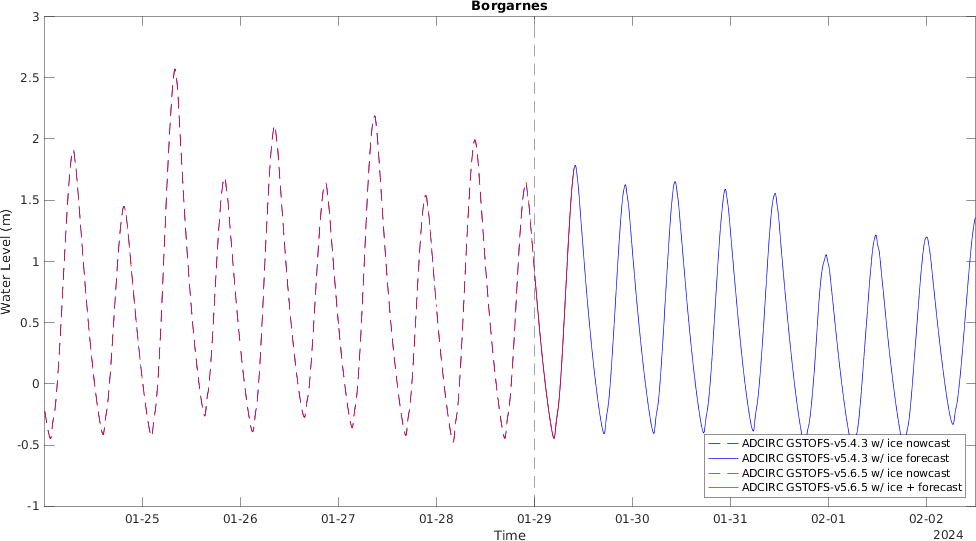 Borgarnes
3
2.5
2
1.5
1
0.5
0
-0.5
-1
Water Level (m)
01-25 01-26 01-27 01-28 01-29 01-30 01-31 02-01 02-02
Time
2024
ADCIRC GSTOFS-v5.4.3 w/ ice nowcast
ADCIRC GSTOFS-v5.4.3 w/ ice forecast
ADCIRC GSTOFS-v5.6.5 w/ ice nowcast
ADCIRC GSTOFS-v5.6.5 w/ ice + forecast